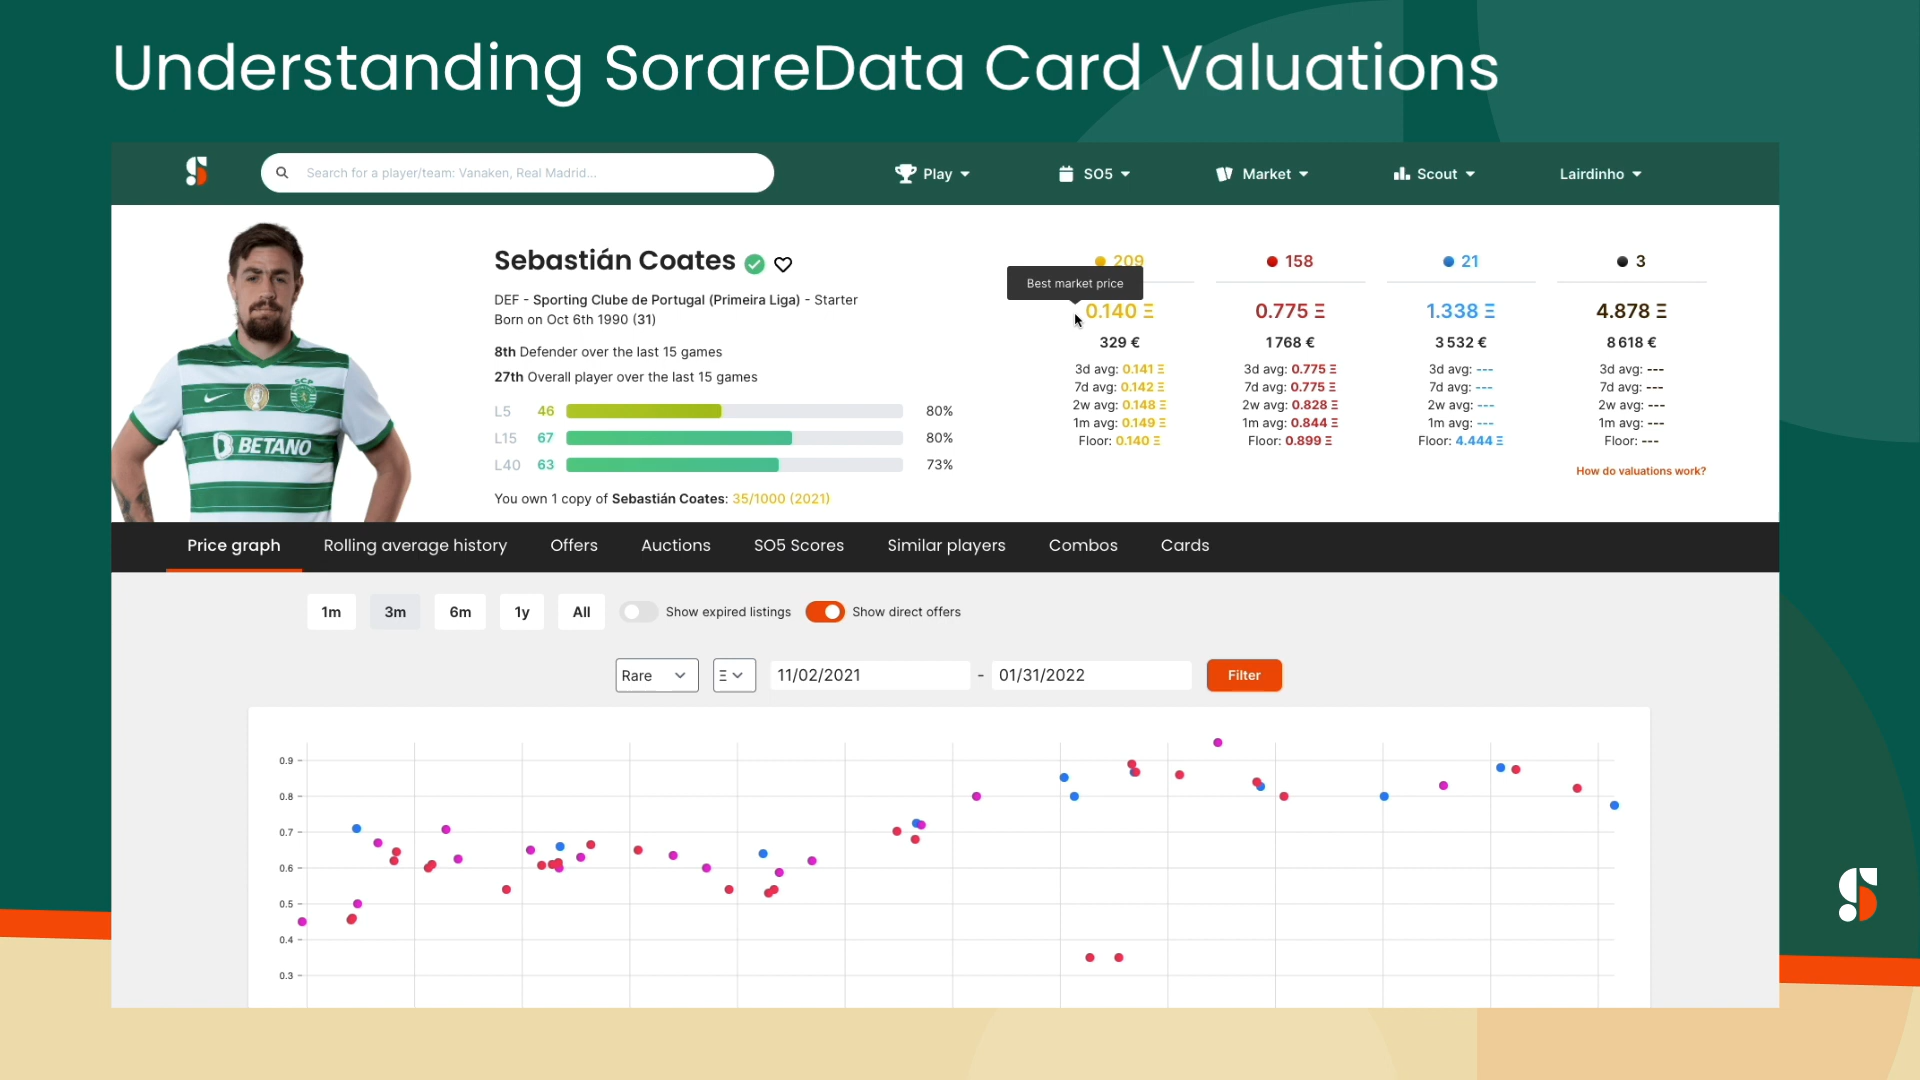 Understanding SorareData Card Valuations
Search for a player/team: Vanaken, Real Madrid...
Play
SO5
Market
Scout
Lairdinho
Sebastián Coates
DEF - Sporting Clube de Portugal (Primeira Liga) - Starter
Born on Oct 6th 1990 (31)
8th Defender over the last 15 games
27th Overall player over the last 15 games
L5 46 80%
L15 67 80%
L40 63 73%
You own 1 copy of Sebastián Coates: 35/1000 (2021)
BETANO
SCP
Best market price
209
0.140 Ξ
329 €
3d avg: 0.141 Ξ
7d avg: 0.142 Ξ
2w avg: 0.148 Ξ
1m avg: 0.149 Ξ
Floor: 0.140 Ξ
158
0.775 Ξ
1 768 €
3d avg: 0.775 Ξ
7d avg: 0.775 Ξ
2w avg: 0.828 Ξ
1m avg: 0.844 Ξ
Floor: 0.899 Ξ
21
1.338 Ξ
3 532 €
3d avg: ---
7d avg: ---
2w avg: ---
1m avg: ---
Floor: 4.444 Ξ
3
4.878 Ξ
8 618 €
3d avg: ---
7d avg: ---
2w avg: ---
1m avg: ---
Floor: ---
How do valuations work?
Price graph Rolling average history Offers Auctions SO5 Scores Similar players Combos Cards
1m 3m 6m 1y All Show expired listings Show direct offers
Rare Ξ 11/02/2021 - 01/31/2022 Filter
0.9
0.8
0.7
0.6
0.5
0.4
0.3